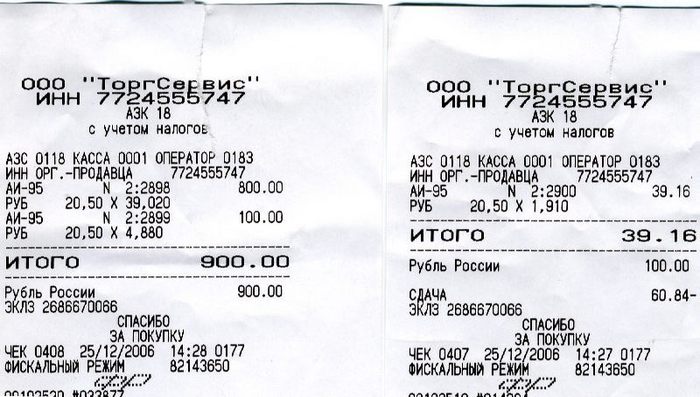 ООО "ТоргСервис"
ИНН 7724555747
АЗК 18
с учетом налогов
АЗС 0118 КАССА 0001 ОПЕРАТОР 0183
ИНН ОРГ.-ПРОДАВЦА 7724555747
АИ-95 N 2:2898 800.00
РУБ 20,50 X 39,020
АИ-95 N 2:2899 100.00
РУБ 20,50 X 4,880
ИТОГО 900.00
Рубль России 900.00
ЭКЛЗ 2686670066
СПАСИБО
ЗА ПОКУПКУ
ЧЕК 0408 25/12/2006 14:28 0177
ФИСКАЛЬНЫЙ РЕЖИМ 82143650
ООО "ТоргСервис"
ИНН 7724555747
АЗК 18
с учетом налогов
АЗС 0118 КАССА 0001 ОПЕРАТОР 0183
ИНН ОРГ.-ПРОДАВЦА 7724555747
АИ-95 N 2:2900 39.16
РУБ 20,50 X 1,910
ИТОГО 39.16
Рубль России 100.00
СДАЧА 60.84-
ЭКЛЗ 2686670066
СПАСИБО
ЗА ПОКУПКУ
ЧЕК 0407 25/12/2006 14:27 0177
ФИСКАЛЬНЫЙ РЕЖИМ 82143650